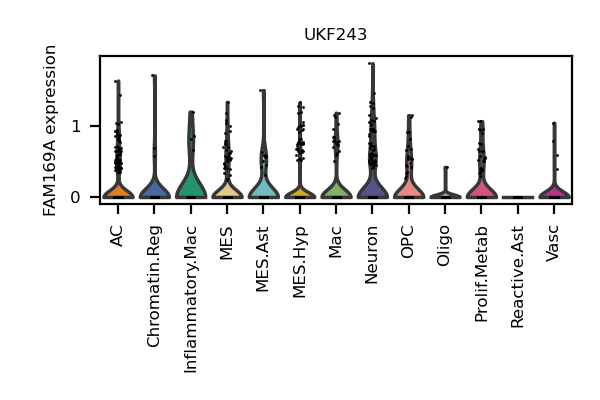 UKF243
FAM169A expression
1
0
AC
Chromatin.Reg
Inflammatory.Mac
MES
MES.Ast
MES.Hyp
Mac
Neuron
OPC
Oligo
Prolif.Metab
Reactive.Ast
Vasc